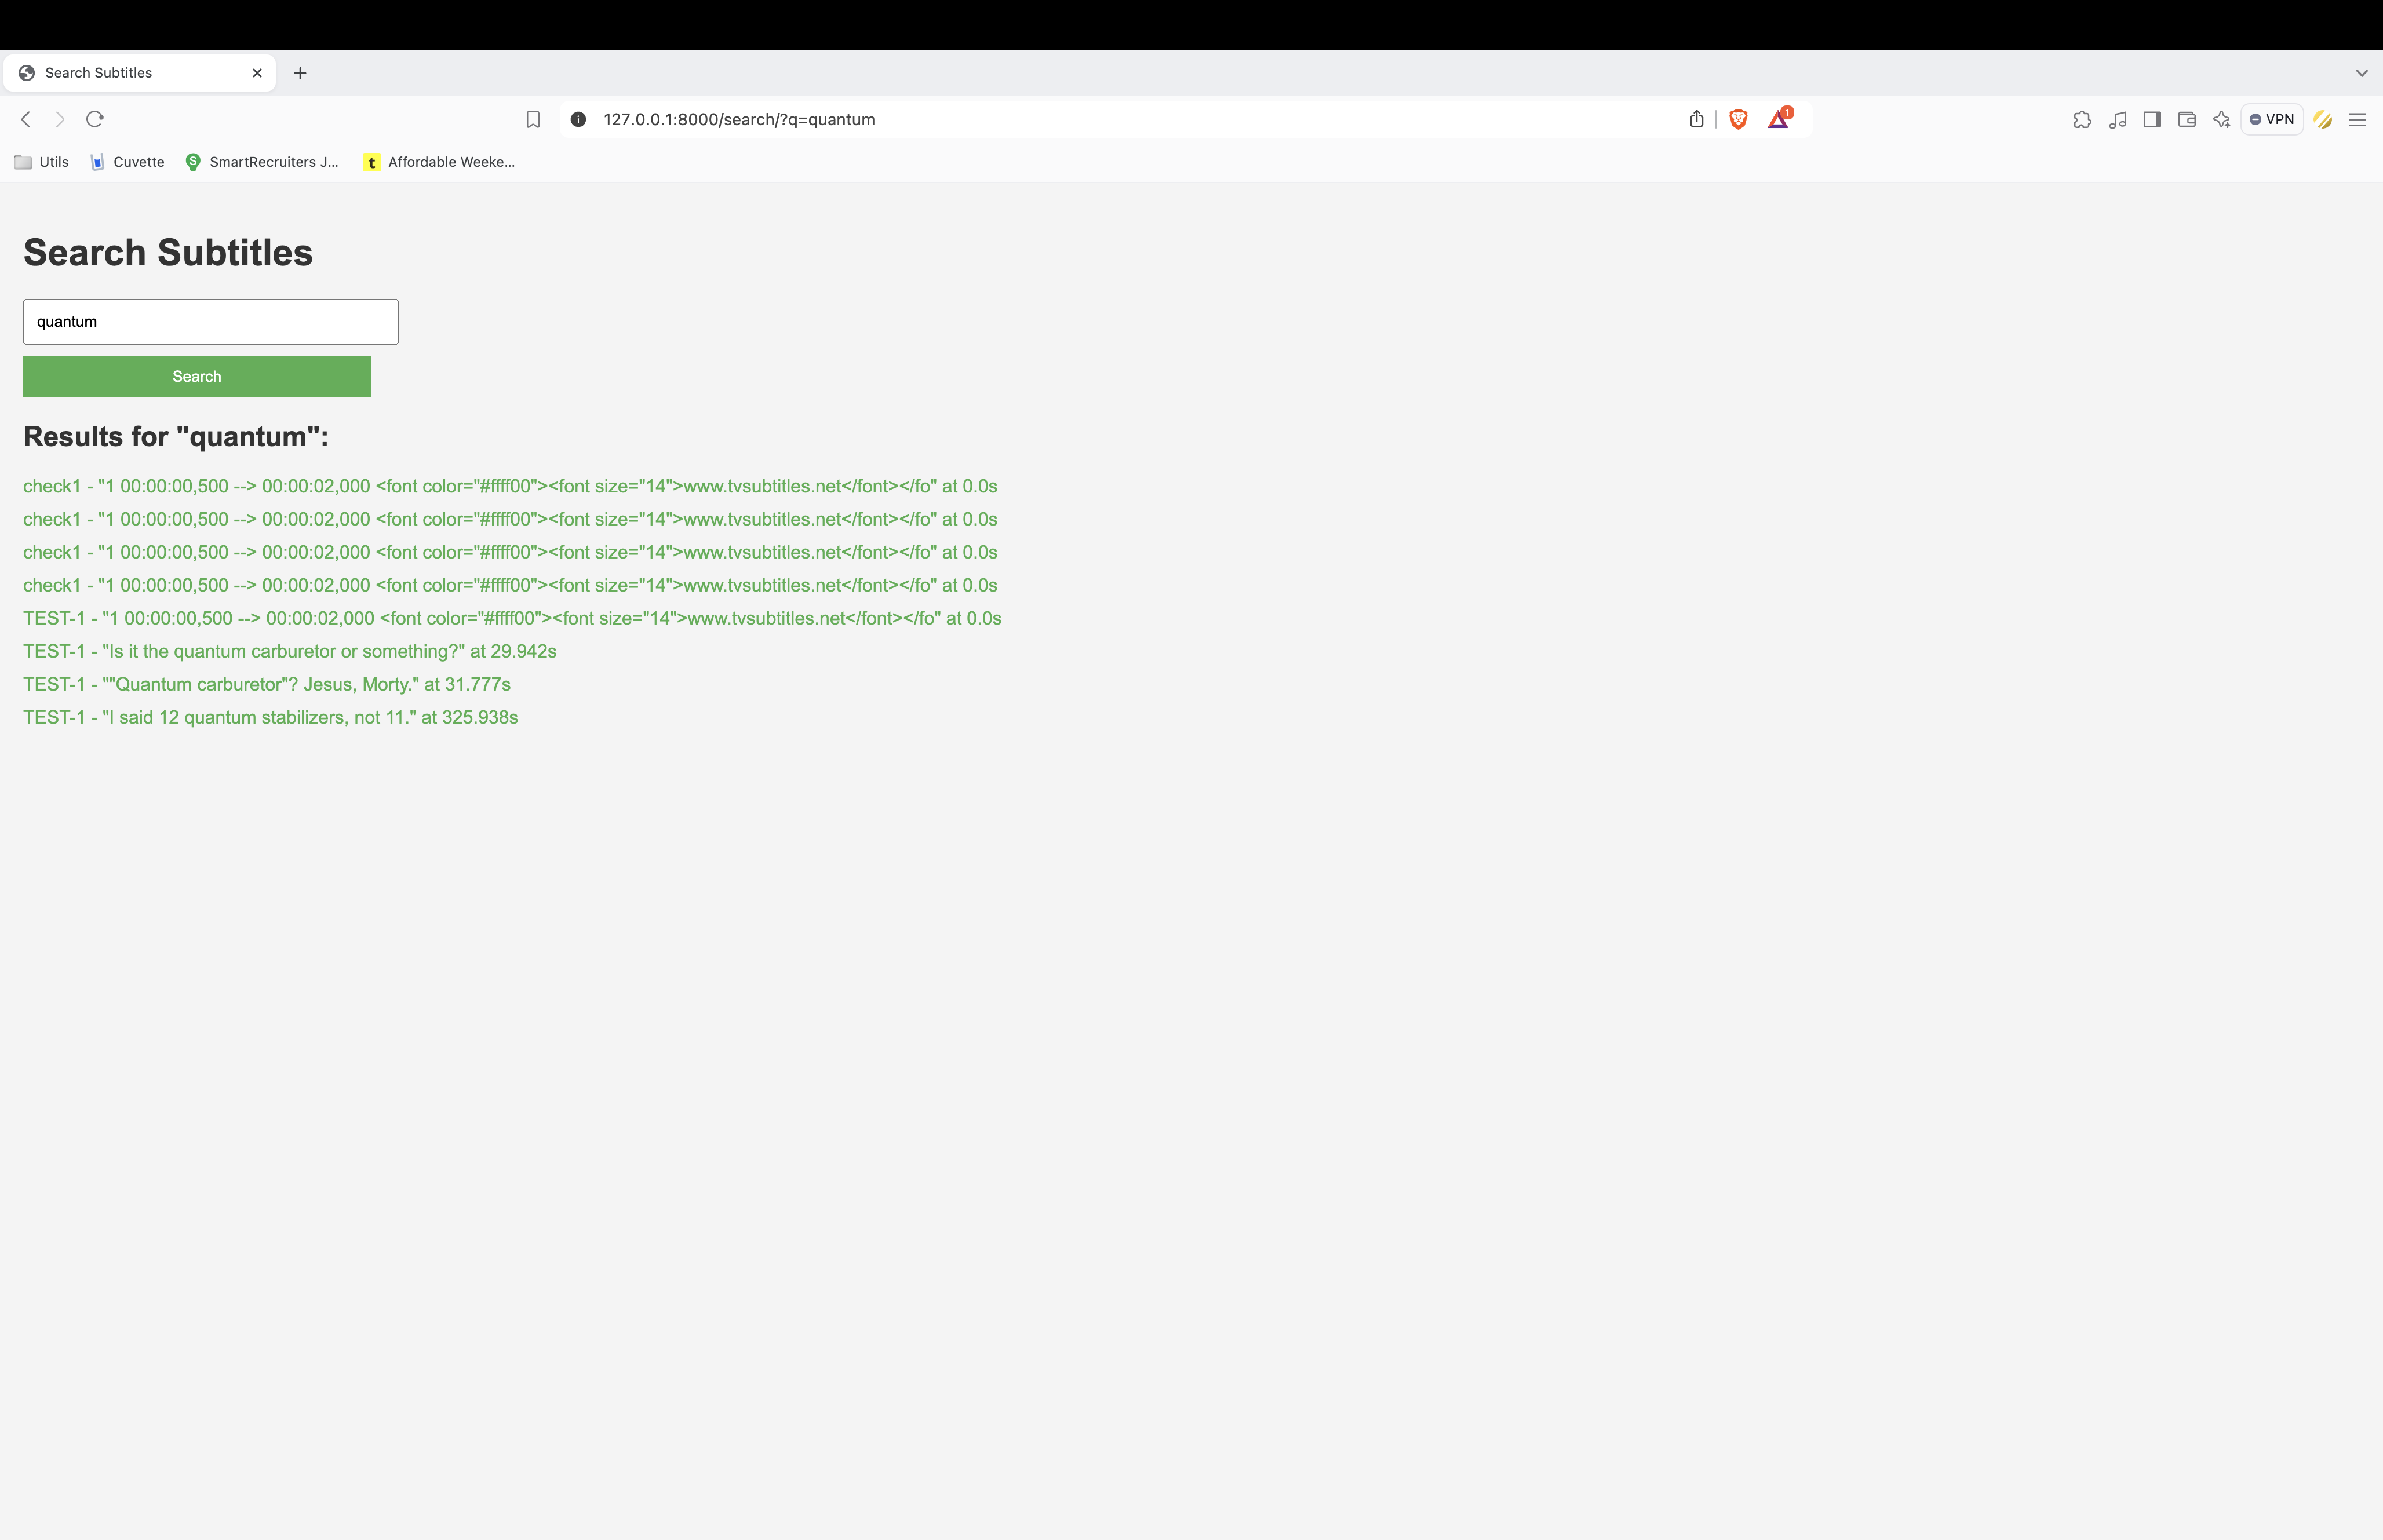 Search Subtitles
127.0.0.1:8000/search/?q=quantum
1
VPN
Utils
Cuvette
S SmartRecruiters J...
t Affordable Weeke...
Search Subtitles
quantum
Search
Results for "quantum":
check1 - "1 00:00:00,500 --> 00:00:02,000 <font color="#ffff00"><font size="14">www.tvsubtitles.net</font></fo" at 0.0s
check1 - "1 00:00:00,500 --> 00:00:02,000 <font color="#ffff00"><font size="14">www.tvsubtitles.net</font></fo" at 0.0s
check1 - "1 00:00:00,500 --> 00:00:02,000 <font color="#ffff00"><font size="14">www.tvsubtitles.net</font></fo" at 0.0s
check1 - "1 00:00:00,500 --> 00:00:02,000 <font color="#ffff00"><font size="14">www.tvsubtitles.net</font></fo" at 0.0s
TEST-1 - "1 00:00:00,500 --> 00:00:02,000 <font color="#ffff00"><font size="14">www.tvsubtitles.net</font></fo" at 0.0s
TEST-1 - "Is it the quantum carburetor or something?" at 29.942s
TEST-1 - ""Quantum carburetor"? Jesus, Morty." at 31.777s
TEST-1 - "I said 12 quantum stabilizers, not 11." at 325.938s